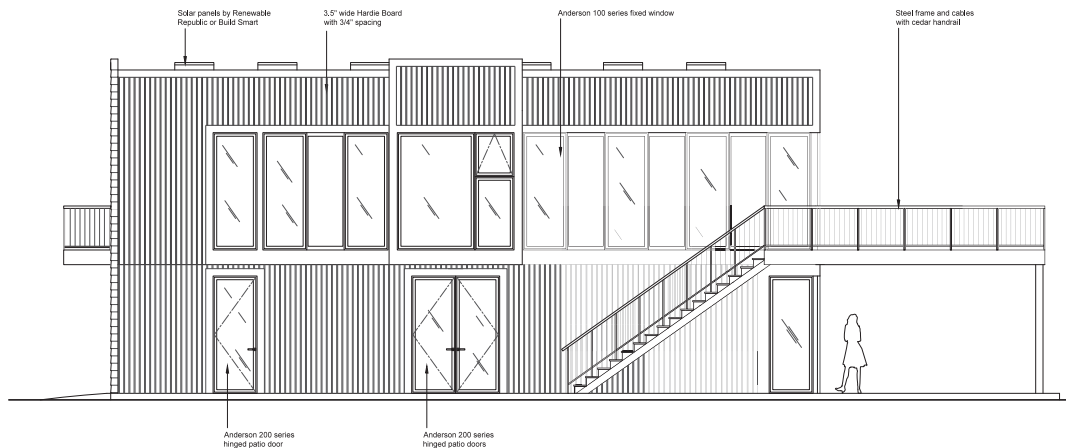 Solar panels by Renewable
Republic or Build Smart
3.5" wide Hardie Board
with 3/4" spacing
Anderson 100 series fixed window
Steel frame and cables
with cedar handrail
Anderson 200 series
hinged patio door
Anderson 200 series
hinged patio doors